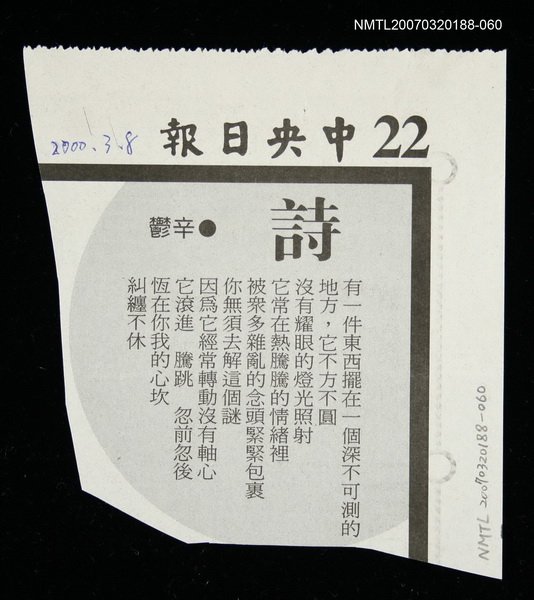 NMTL20070320188-060
22 中央日報
2000.3.8
詩
●辛鬱
有一件東西擺在一個深不可測的
地方，它不方不圓
沒有耀眼的燈光照射
它常在熱騰騰的情緒裡
被眾多雜亂的念頭緊緊包裹
你無須去解這個謎
因為它經常轉動沒有軸心
它滾進　騰跳　忽前忽後
恆在你我的心坎
糾纏不休
NMTL 20070320188-060